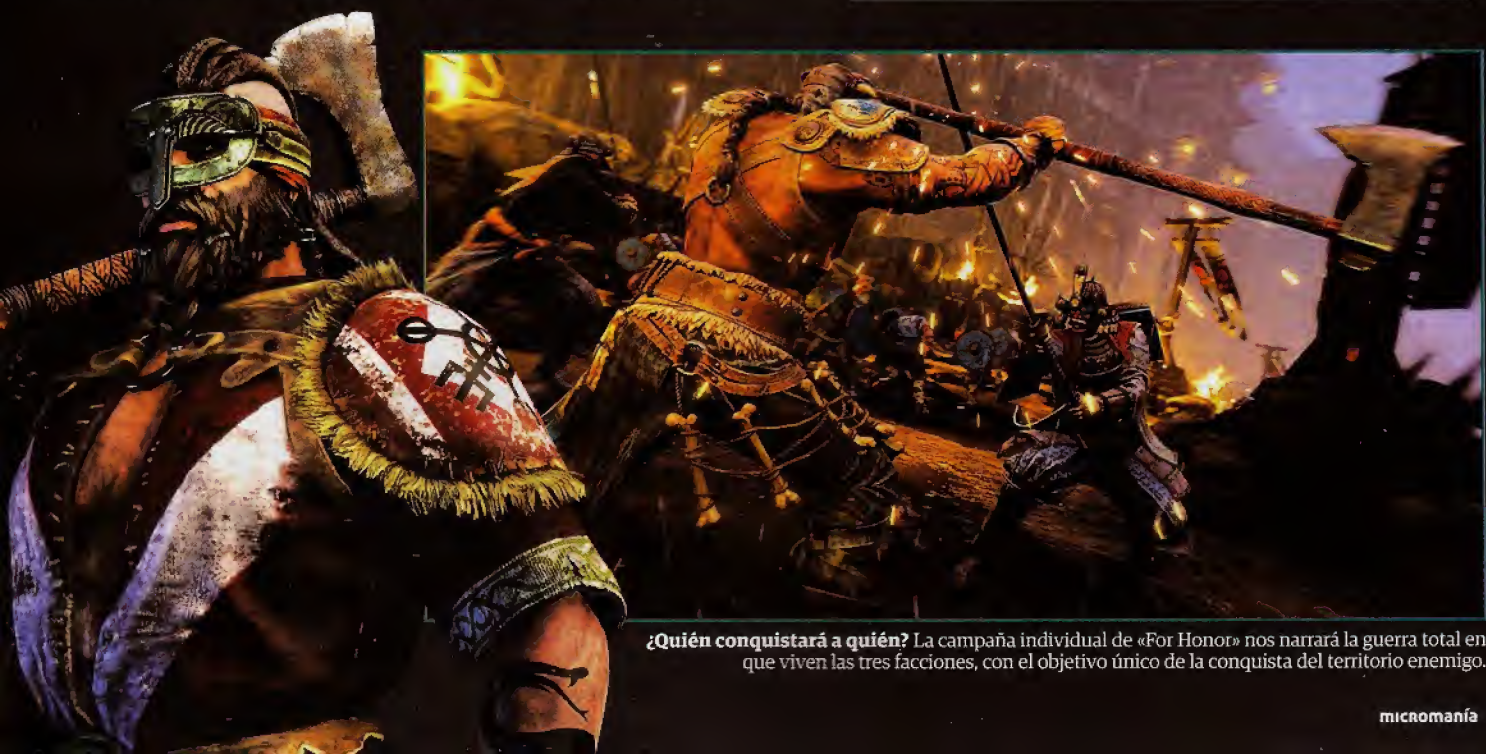 ¿Quién conquistará a quién? La campaña individual de «For Honor» nos narrará la guerra total en
que viven las tres facciones, con el objetivo único de la conquista del territorio enemigo.
micromanía